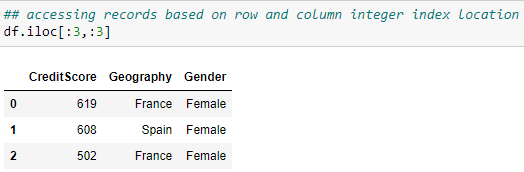 ## accessing records based on row and column integer index location
df.iloc[:3,:3]
CreditScore Geography Gender
0 619 France Female
1 608 Spain Female
2 502 France Female